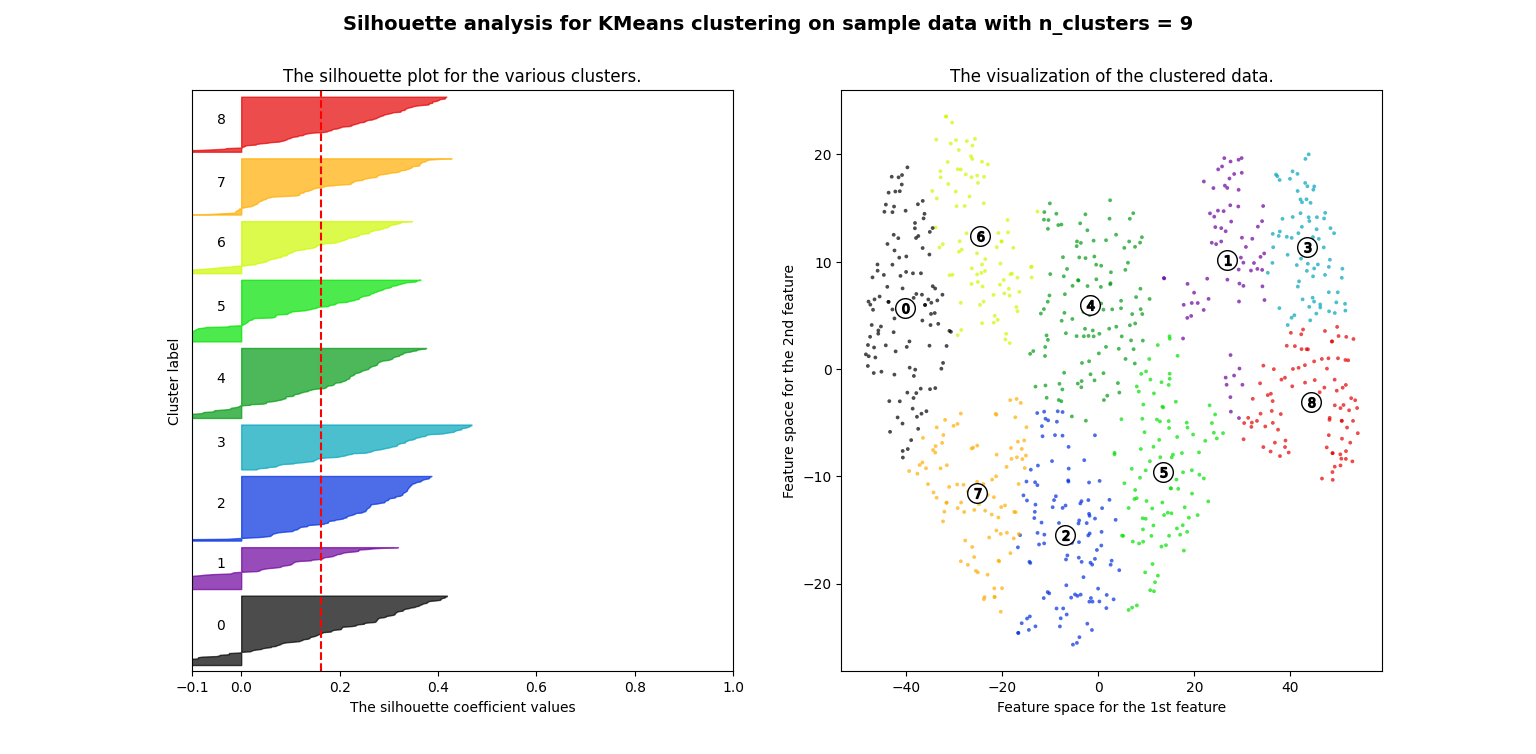 Silhouette analysis for KMeans clustering on sample data with n_clusters = 9
The silhouette plot for the various clusters.
Cluster label
8
7
6
5
4
3
2
1
0
−0.1 0.0 0.2 0.4 0.6 0.8 1.0
The silhouette coefficient values
The visualization of the clustered data.
Feature space for the 2nd feature
20
10
0
−10
−20
6
3
1
0
4
8
5
7
2
−40 −20 0 20 40
Feature space for the 1st feature